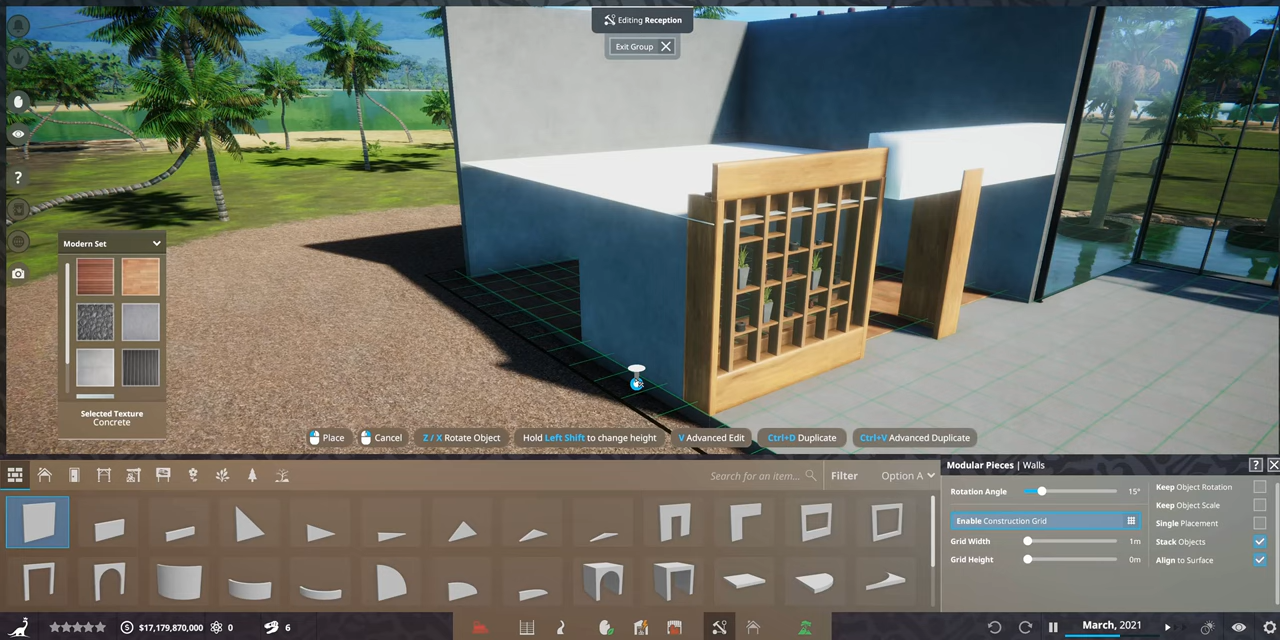 Editing Reception
Exit Group
Modern Set
Selected Texture
Concrete
Place
Cancel
Z / X Rotate Object
Hold Left Shift to change height
V Advanced Edit
Ctrl+D Duplicate
Ctrl+V Advanced Duplicate
Search for an item...
Filter
Option A
Modular Pieces | Walls
?
Rotation Angle
15°
Enable Construction Grid
Grid Width
1m
Grid Height
0m
Keep Object Rotation
Keep Object Scale
Single Placement
Stack Objects
Align to Surface
$17,179,870,000
0
6
March, 2021